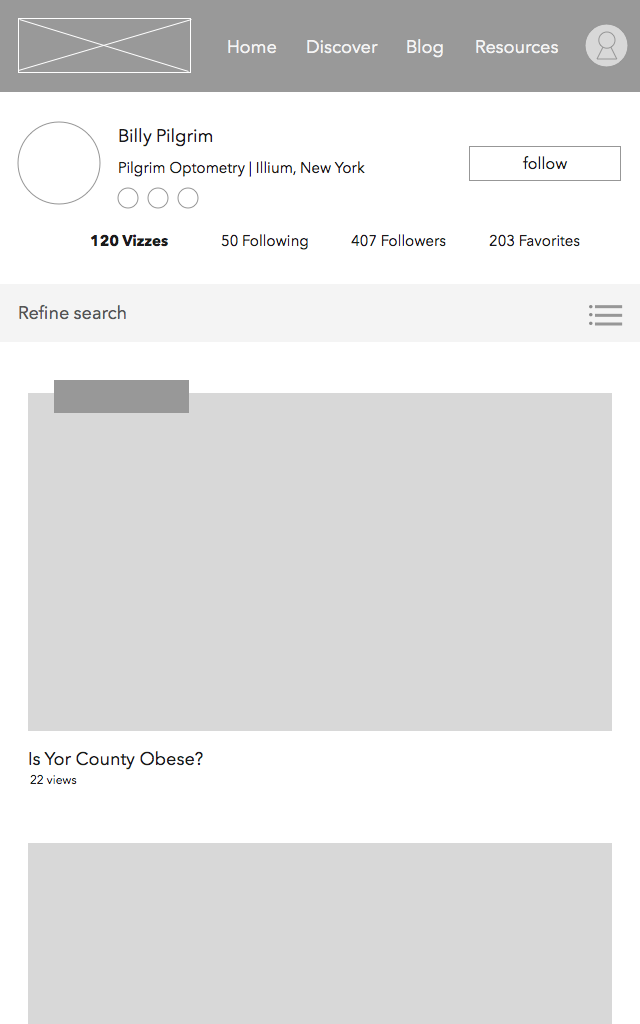 Home Discover Blog Resources
Billy Pilgrim
Pilgrim Optometry | Illium, New York
follow
120 Vizzes 50 Following 407 Followers 203 Favorites
Refine search
Is Yor County Obese?
22 views